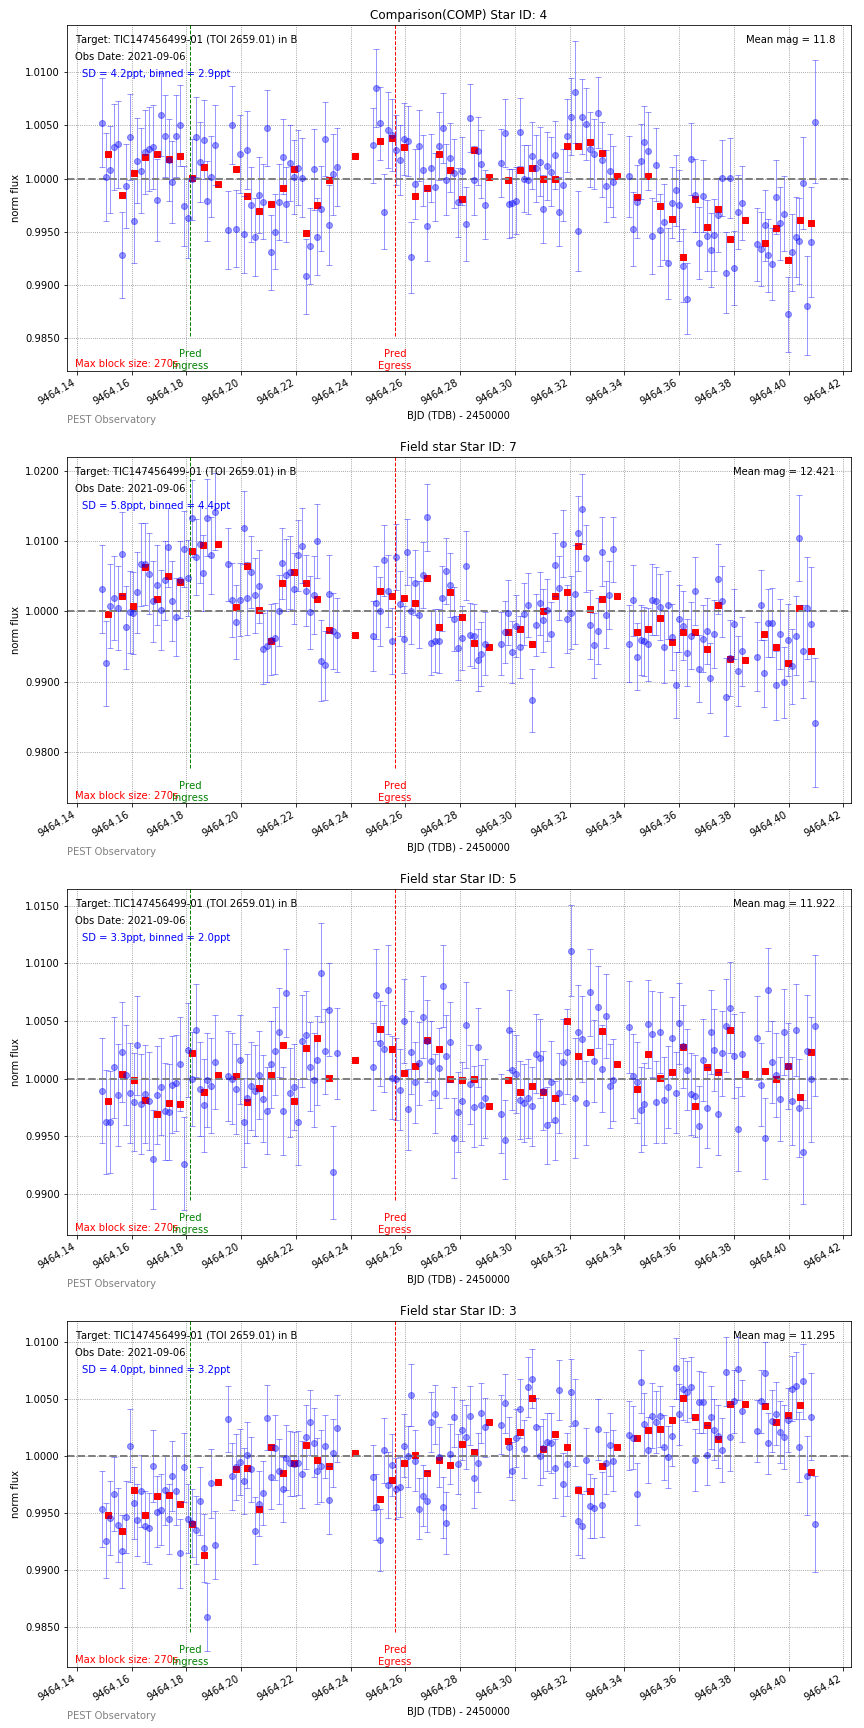 Comparison(COMP) Star ID: 4
Target: TIC147456499-01 (TOI 2659.01) in B
Mean mag = 11.8
Obs Date: 2021-09-06
SD = 4.2ppt, binned = 2.9ppt
1.0100
1.0050
1.0000
0.9950
0.9900
0.9850
norm flux
Pred
Ingress
Pred
Egress
Max block size: 270s
9464.14 9464.16 9464.18 9464.20 9464.22 9464.24 9464.26 9464.28 9464.30 9464.32 9464.34 9464.36 9464.38 9464.40 9464.42
BJD (TDB) - 2450000
PEST Observatory
Field star Star ID: 7
Target: TIC147456499-01 (TOI 2659.01) in B
Mean mag = 12.421
Obs Date: 2021-09-06
SD = 5.8ppt, binned = 4.4ppt
1.0200
1.0100
1.0000
0.9900
0.9800
norm flux
Pred
Ingress
Pred
Egress
Max block size: 270s
9464.14 9464.16 9464.18 9464.20 9464.22 9464.24 9464.26 9464.28 9464.30 9464.32 9464.34 9464.36 9464.38 9464.40 9464.42
BJD (TDB) - 2450000
PEST Observatory
Field star Star ID: 5
Target: TIC147456499-01 (TOI 2659.01) in B
Mean mag = 11.922
Obs Date: 2021-09-06
SD = 3.3ppt, binned = 2.0ppt
1.0150
1.0100
1.0050
1.0000
0.9950
0.9900
norm flux
Pred
Ingress
Pred
Egress
Max block size: 270s
9464.14 9464.16 9464.18 9464.20 9464.22 9464.24 9464.26 9464.28 9464.30 9464.32 9464.34 9464.36 9464.38 9464.40 9464.42
BJD (TDB) - 2450000
PEST Observatory
Field star Star ID: 3
Target: TIC147456499-01 (TOI 2659.01) in B
Mean mag = 11.295
Obs Date: 2021-09-06
SD = 4.0ppt, binned = 3.2ppt
1.0100
1.0050
1.0000
0.9950
0.9900
0.9850
norm flux
Pred
Ingress
Pred
Egress
Max block size: 270s
9464.14 9464.16 9464.18 9464.20 9464.22 9464.24 9464.26 9464.28 9464.30 9464.32 9464.34 9464.36 9464.38 9464.40 9464.42
BJD (TDB) - 2450000
PEST Observatory